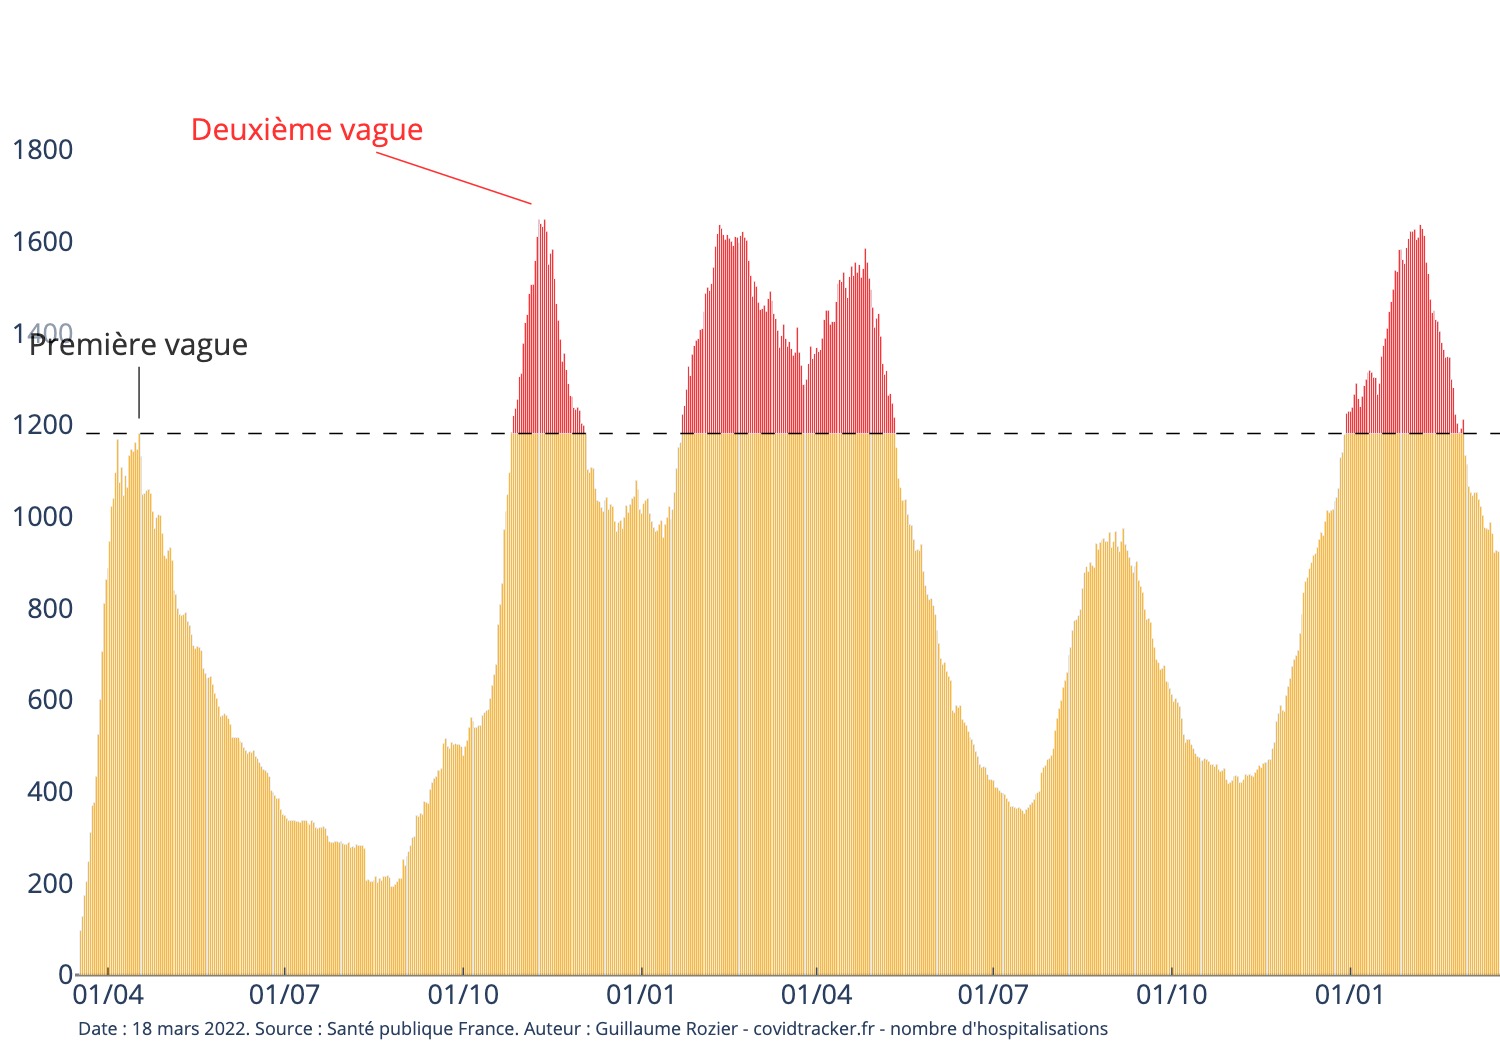 Deuxième vague
1800
1600
1400
Première vague
1200
1000
800
600
400
200
0
01/04 01/07 01/10 01/01 01/04 01/07 01/10 01/01
Date : 18 mars 2022. Source : Santé publique France. Auteur : Guillaume Rozier - covidtracker.fr - nombre d'hospitalisations